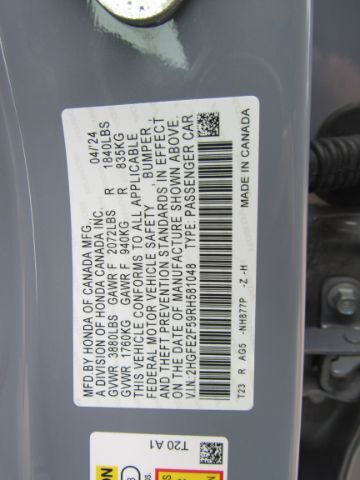 MFD BY HONDA OF CANADA MFG., 04/'24
A DIVISION OF HONDA CANADA INC.
GVWR 3880LBS GAWR F 2072LBS R 1840LBS
GVWR 1760KG GAWR F 940KG R 835KG
THIS VEHICLE CONFORMS TO ALL APPLICABLE
FEDERAL MOTOR VEHICLE SAFETY, BUMPER,
& THEFT PREVENTION STANDARDS IN EFFECT
ON THE DATE OF MANUFACTURE SHOWN ABOVE.
V.I.N.: 2HGFE2F59RH581048 TYPE: PASSENGER CAR
T23 R AG5 -NH877P -Z -H
MADE IN CANADA
T20 A1